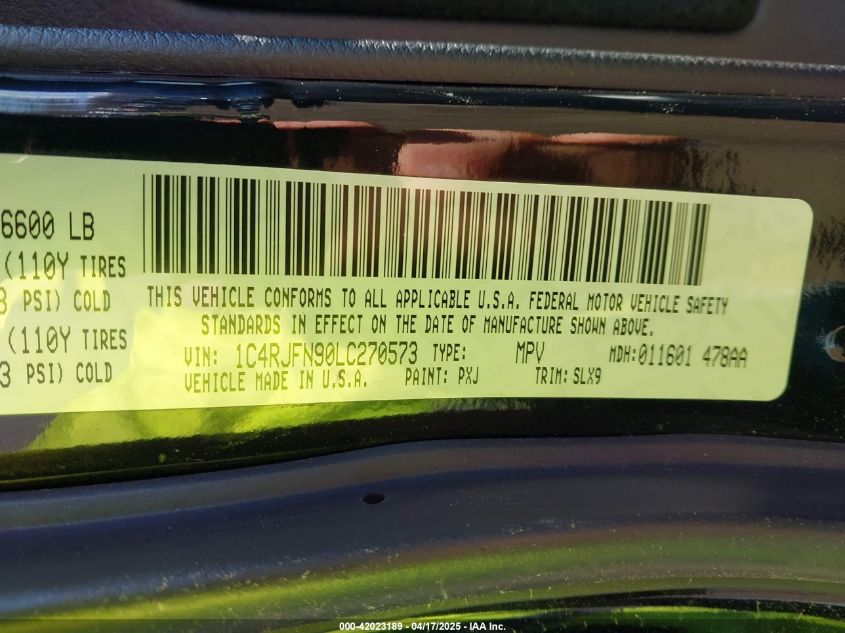 6600 LB
(110Y TIRES
3 PSI) COLD
(110Y TIRES
3 PSI) COLD
THIS VEHICLE CONFORMS TO ALL APPLICABLE U.S.A. FEDERAL MOTOR VEHICLE SAFETY
STANDARDS IN EFFECT ON THE DATE OF MANUFACTURE SHOWN ABOVE.
VIN: 1C4RJFN90LC270573 TYPE: MPV MDH:011601 478AA
VEHICLE MADE IN U.S.A. PAINT: PXJ TRIM: SLX9
000-42023189 - 04/17/2025 - IAA Inc.